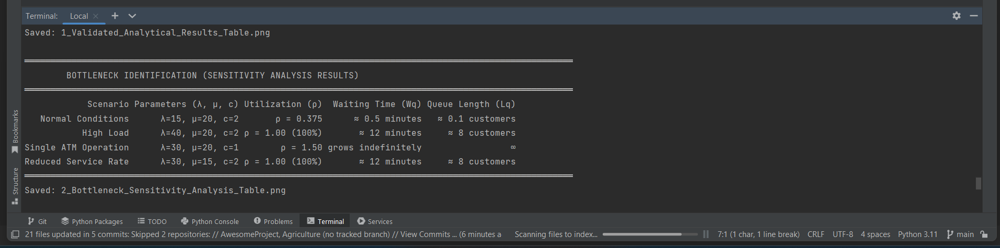 Terminal: Local × + 
Saved: 1_Validated_Analytical_Results_Table.png
BOTTLENECK IDENTIFICATION (SENSITIVITY ANALYSIS RESULTS)
Scenario Parameters (λ, μ, c) Utilization (ρ) Waiting Time (Wq) Queue Length (Lq)
Normal Conditions λ=15, μ=20, c=2 ρ = 0.375 ≈ 0.5 minutes ≈ 0.1 customers
High Load λ=40, μ=20, c=2 ρ = 1.00 (100%) ≈ 12 minutes ≈ 8 customers
Single ATM Operation λ=30, μ=20, c=1 ρ = 1.50 grows indefinitely ∞
Reduced Service Rate λ=30, μ=15, c=2 ρ = 1.00 (100%) ≈ 12 minutes ≈ 8 customers
Saved: 2_Bottleneck_Sensitivity_Analysis_Table.png
Bookmarks
Structure
Git Python Packages TODO Python Console Problems Terminal Services
21 files updated in 5 commits: Skipped 2 repositories: // AwesomeProject, Agriculture (no tracked branch) // View Commits ... (6 minutes a Scanning files to index... 7:1 (1 char, 1 line break) CRLF UTF-8 4 spaces Python 3.11 main